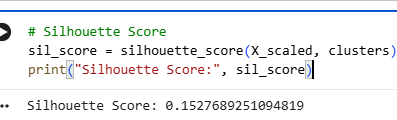 # Silhouette Score
sil_score = silhouette_score(X_scaled, clusters)
print("Silhouette Score:", sil_score)
Silhouette Score: 0.1527689251094819